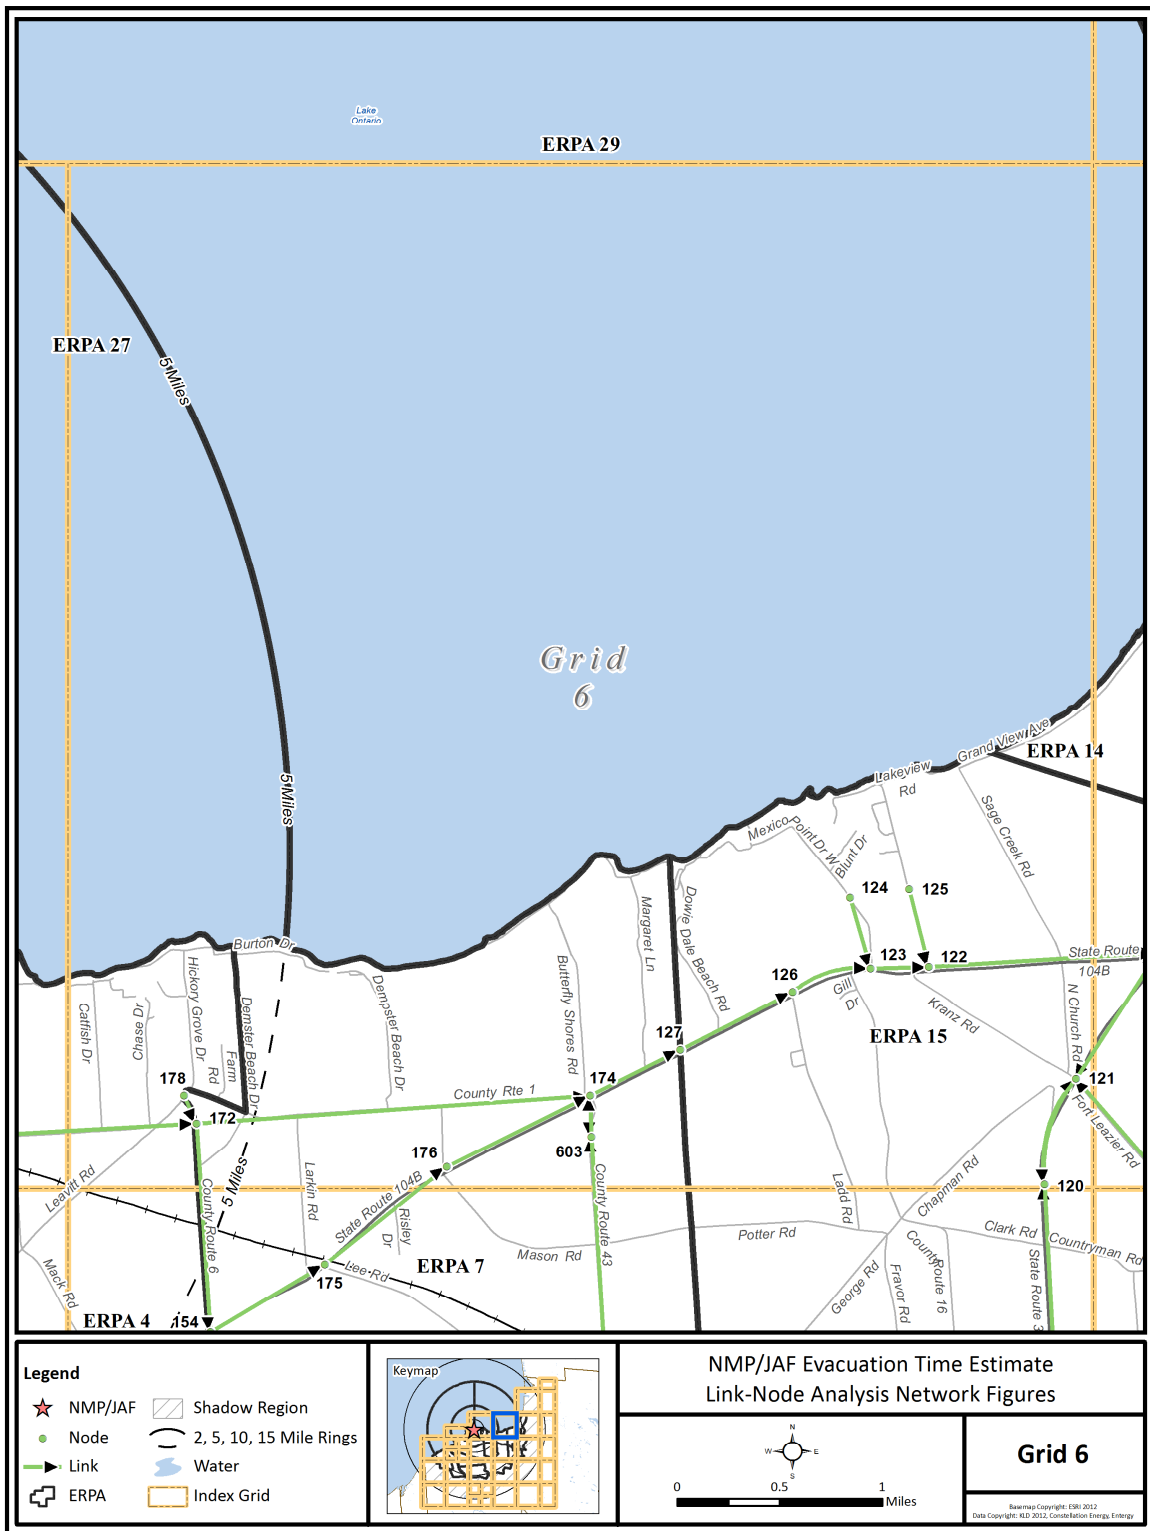 Lake
Ontario
ERPA 29
ERPA 27
5 Miles
Grid
6
5 Miles
Grand View Ave
ERPA 14
Lakeview
Rd
Sage Creek Rd
Mexico
Point Dr W
Blunt Dr
124
125
Dowie Dale Beach Rd
Margaret Ln
Burton Dr
State Route
104B
123
122
Hickory Grove Dr
Butterfly Shores Rd
126
Gill
Dr
Dempster Beach Dr
Demster Beach Dr
N Church Rd
Catfish Dr
Chase Dr
Kranz Rd
127
ERPA 15
Farm
Rd
178
174
121
County Rte 1
172
Fort Leazier Rd
176
603
Leavitt Rd
5 Miles
County Route 6
Larkin Rd
State Route 104B
Risley
Dr
County Route 43
Ladd Rd
Chapman Rd
120
Potter Rd
Clark Rd
Countryman Rd
Mason Rd
County
Route 16
Mack Rd
Lee Rd
ERPA 7
175
George Rd
Fravor Rd
State Route 3
ERPA 4
154
Legend
NMP/JAF
Shadow Region
Node
2, 5, 10, 15 Mile Rings
Link
Water
ERPA
Index Grid
Keymap
NMP/JAF Evacuation Time Estimate
Link-Node Analysis Network Figures
N
W
E
S
0
0.5
1
Miles
Grid 6
Basemap Copyright: ESRI 2012
Data Copyright: KLD 2012, Constellation Energy, Entergy